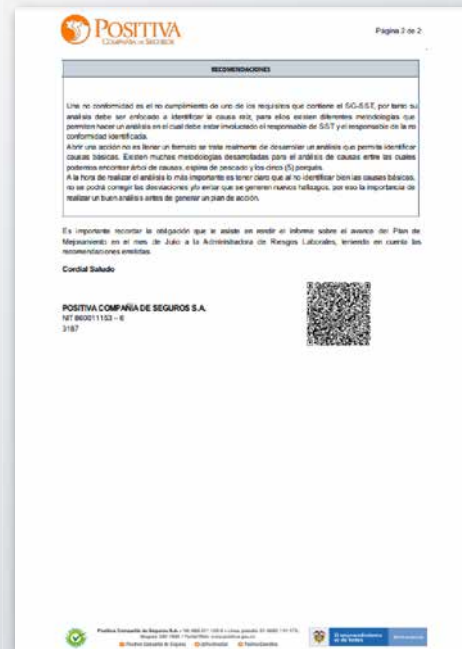 POSITIVA
COMPAÑÍA DE SEGUROS
Página 2 de 2
RECOMENDACIONES
Una no conformidad es el no cumplimiento de uno de los requisitos que contiene el SG-SST, por tanto su
análisis debe ser enfocado a identificar la causa raíz, para ellos existen diferentes metodologías que
permiten hacer un análisis en el cual debe estar involucrado el responsable de SST y el responsable de la no
conformidad identificada.
Abrir una acción no es llenar un formato se trata realmente de desarrollar un análisis que permita identificar
causas básicas. Existen muchas metodologías desarrolladas para el análisis de causas entre las cuales
podemos encontrar árbol de causas, espina de pescado y los cinco (5) porqués.
A la hora de realizar el análisis lo más importante es tener claro que al no identificar bien las causas básicas,
no se podrá corregir las desviaciones y/o evitar que se generen nuevos hallazgos, por eso la importancia de
realizar un buen análisis antes de generar un plan de acción.
Es importante recordar la obligación que le asiste en rendir el informe sobre el avance del Plan de
Mejoramiento en el mes de Julio a la Administradora de Riesgos Laborales, teniendo en cuenta las
recomendaciones emitidas.
Cordial Saludo
POSITIVA COMPAÑIA DE SEGUROS S.A.
NIT 860011153 – 6
3187
Positiva Compañía de Seguros S.A